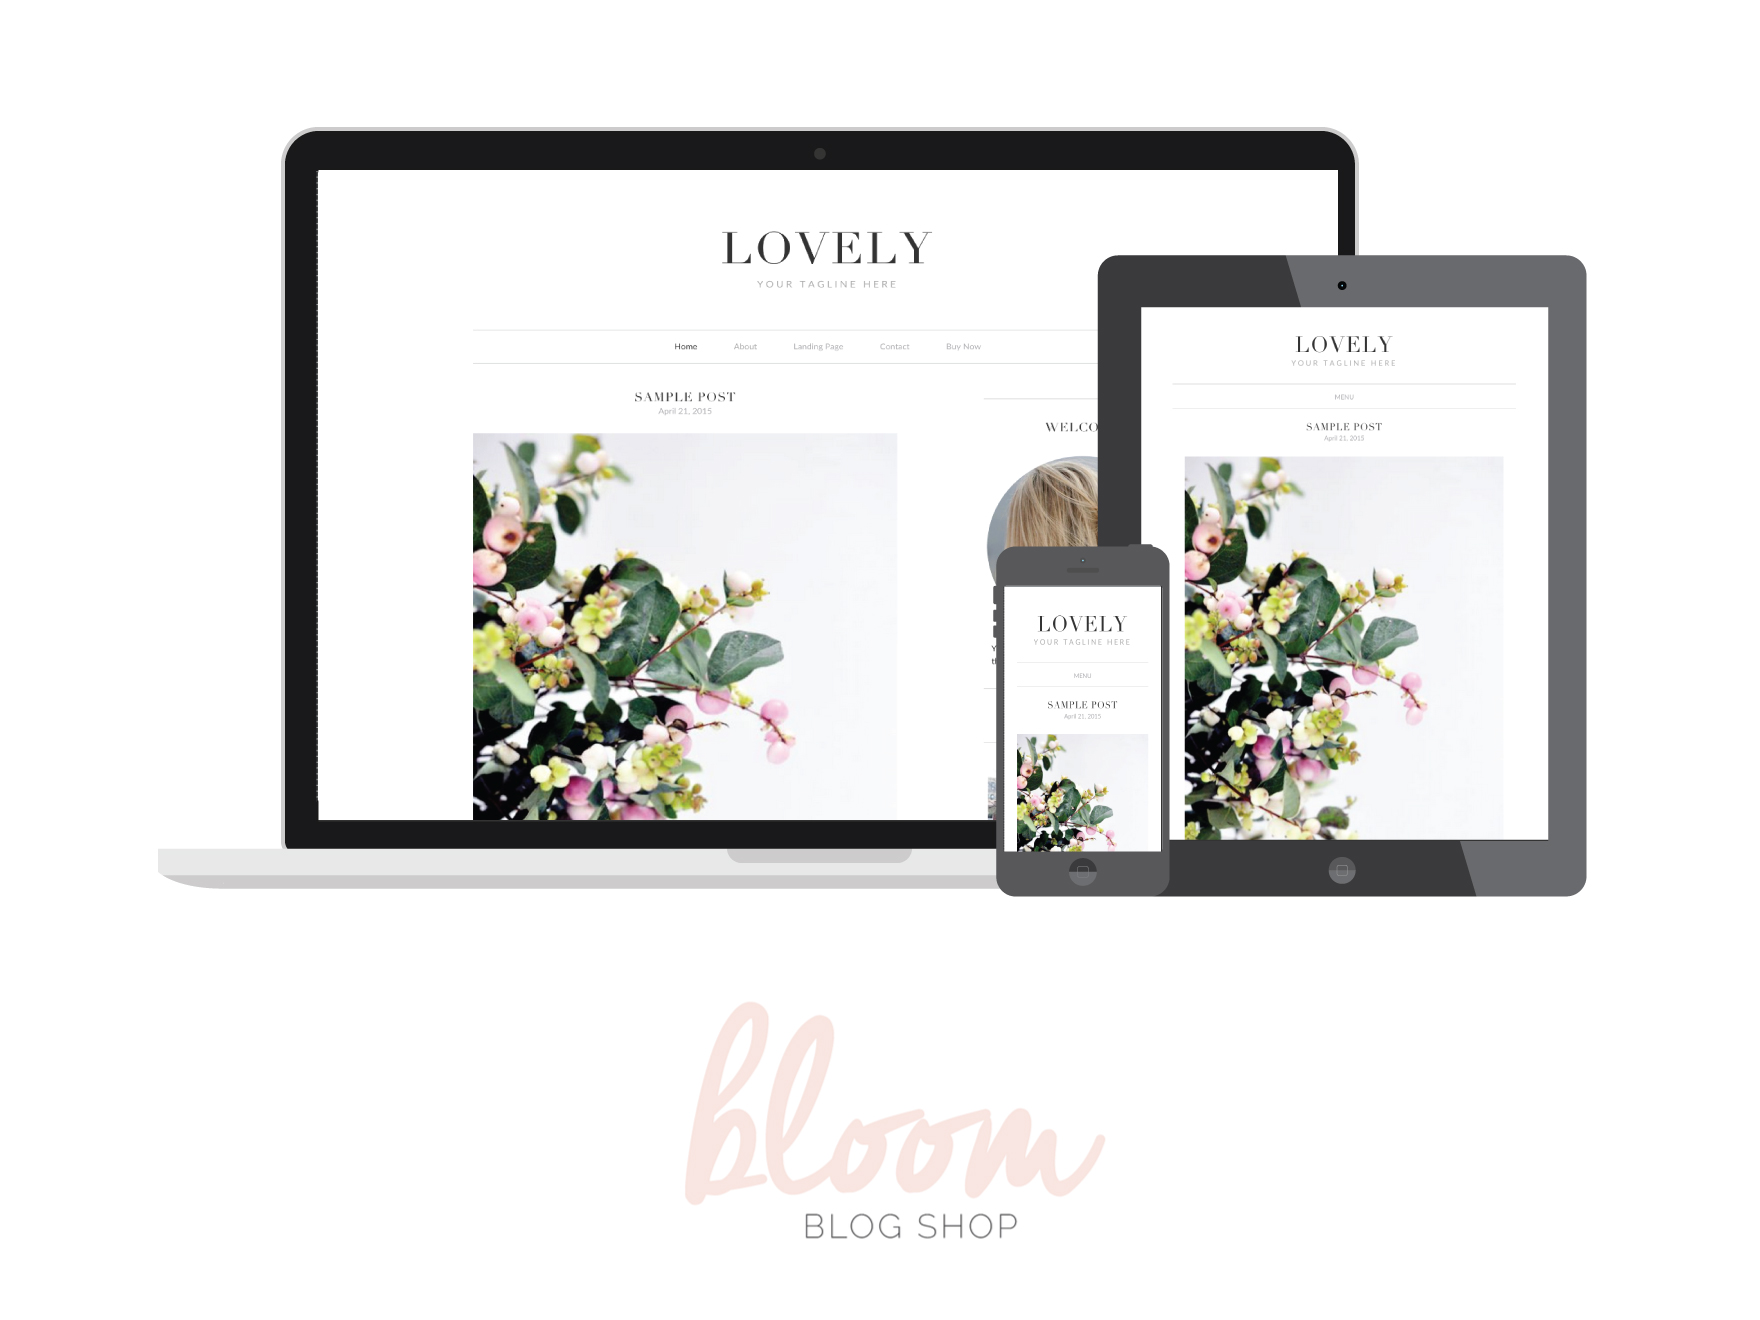 LOVELY
YOUR TAGLINE HERE
Home About Landing Page Contact Buy Now
SAMPLE POST
April 21, 2015
WELCO
LOVELY
YOUR TAGLINE HERE
MENU
SAMPLE POST
April 21, 2015
LOVELY
YOUR TAGLINE HERE
MENU
SAMPLE POST
April 21, 2015
bloom
BLOG SHOP